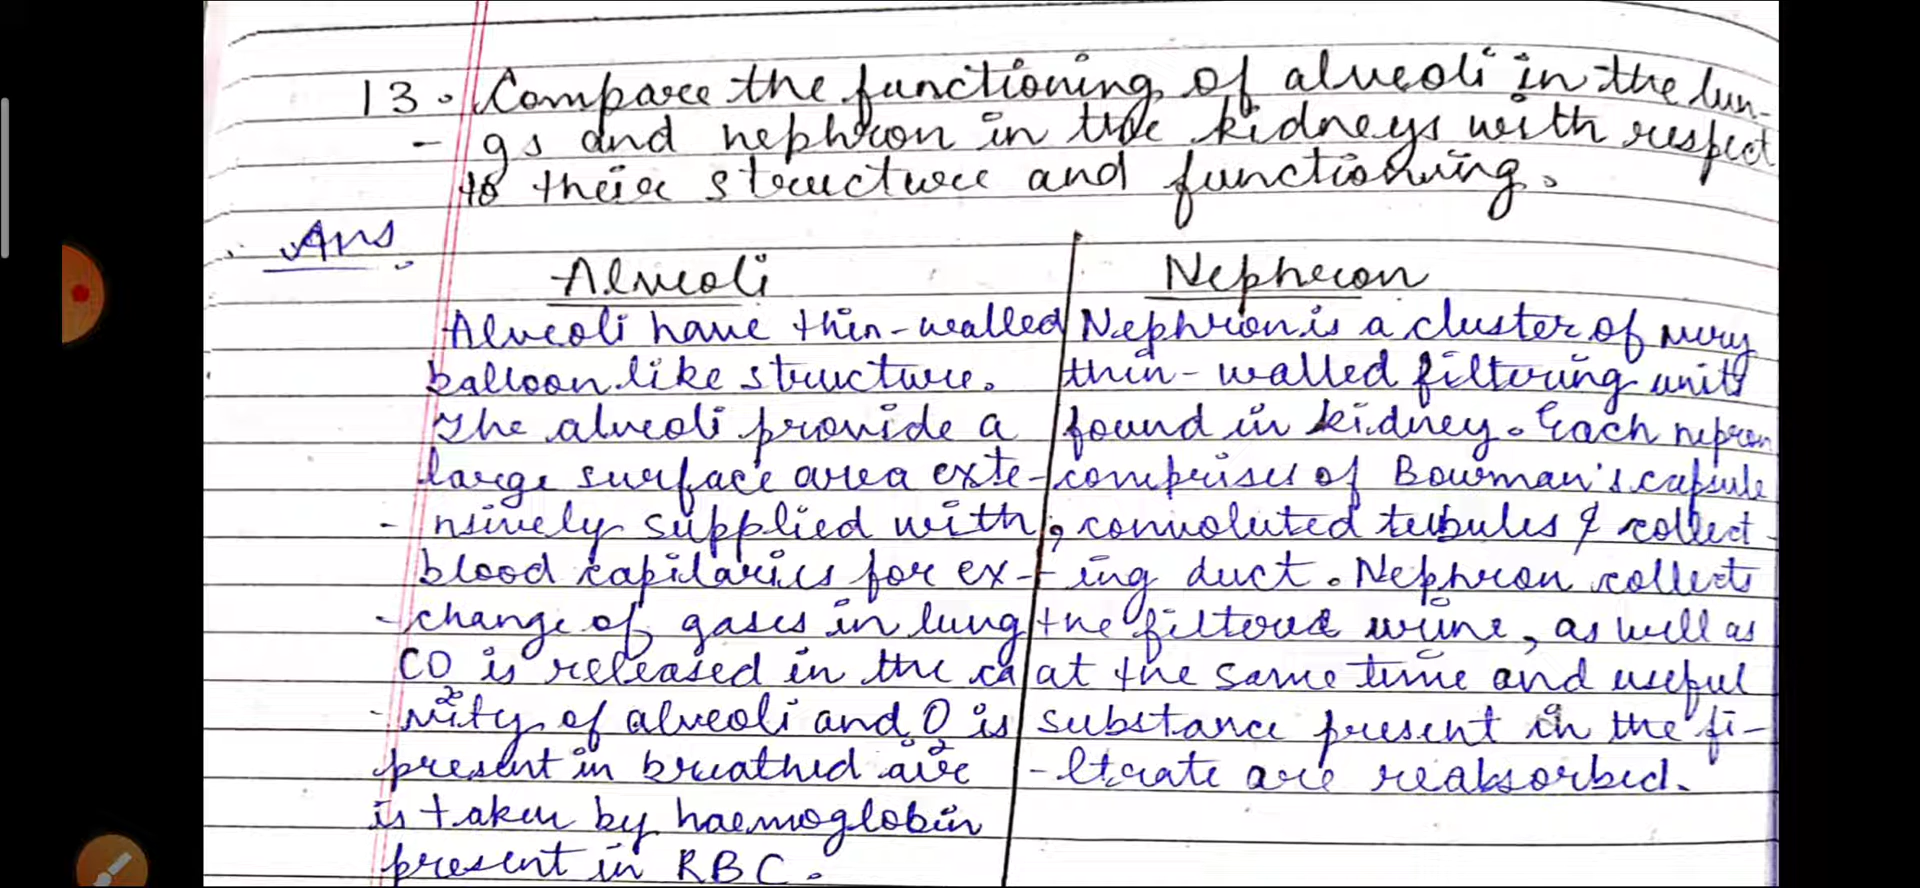 13. Compare the functioning of alveoli in the lun-
- gs and nephron in the kidneys with respect
to their structure and functioning.
Ans.
Alveoli
Alveoli have thin-walled
balloon like structure.
The alveoli provide a
large surface area exte-
- nsively supplied with
blood capilaries for ex-
- change of gases in lung
CO2 is released in the ca
- vity of alveoli and O2 is
present in breathed air
is taken by haemoglobin
present in RBC.
Nephron
Nephron is a cluster of very
thin-walled filtering units
found in kidney. Each nepron
comprises of Bowman's capsule
, convoluted tubules & collect-
ing duct. Nephron collects
the filtered urine, as well as
at the same time and useful
substance present in the fi-
- ltrate are reabsorbed.